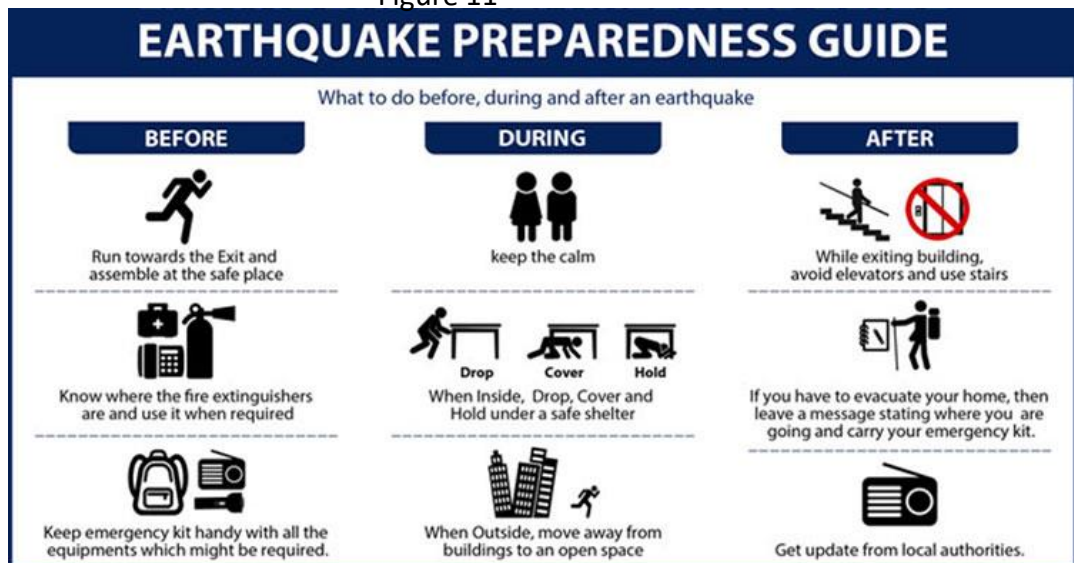 Figure 11
EARTHQUAKE PREPAREDNESS GUIDE
What to do before, during and after an earthquake
BEFORE
Run towards the Exit and
assemble at the safe place
Know where the fire extinguishers
are and use it when required
Keep emergency kit handy with all the
equipments which might be required.
DURING
keep the calm
Drop Cover Hold
When Inside, Drop, Cover and
Hold under a safe shelter
When Outside, move away from
buildings to an open space
AFTER
While exiting building,
avoid elevators and use stairs
If you have to evacuate your home, then
leave a message stating where you are
going and carry your emergency kit.
Get update from local authorities.